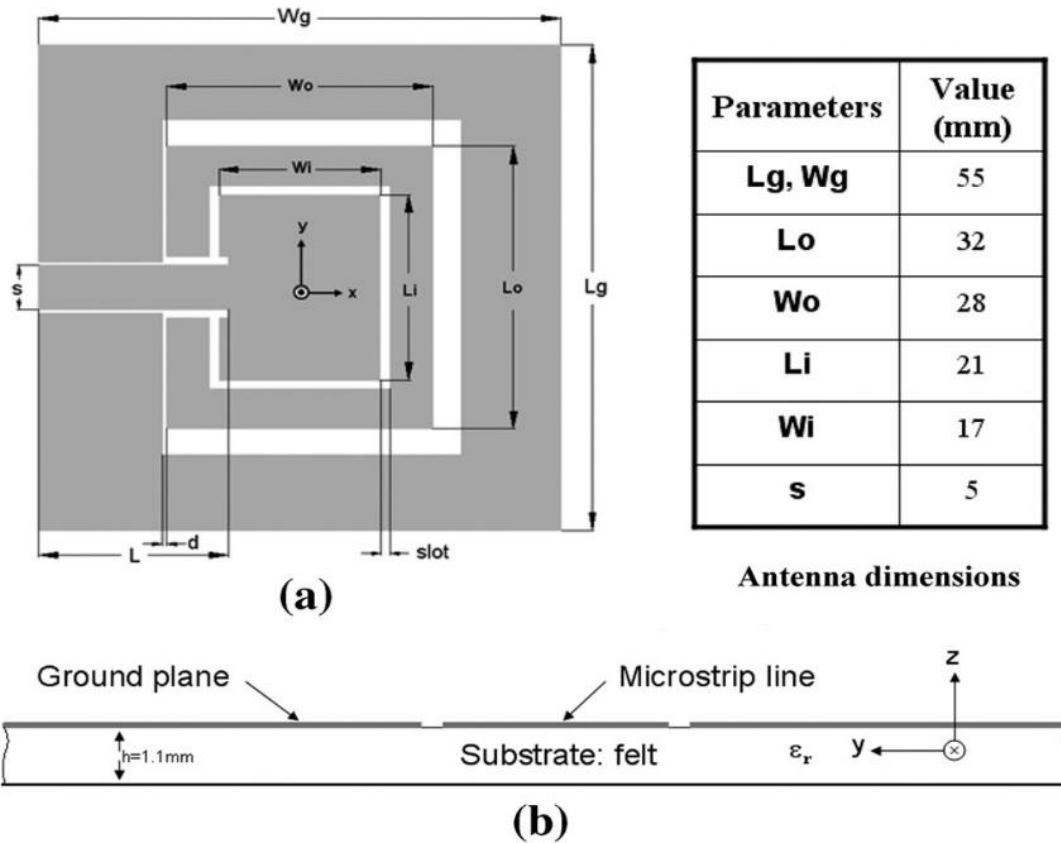 Wg
Wo
Wi
y
x
s
Li
Lo
Lg
d
L
slot
(a)
Parameters Value (mm)
Lg, Wg 55
Lo 32
Wo 28
Li 21
Wi 17
s 5
Antenna dimensions
Ground plane
Microstrip line
z
h=1.1mm
Substrate: felt
εr
y
(b)